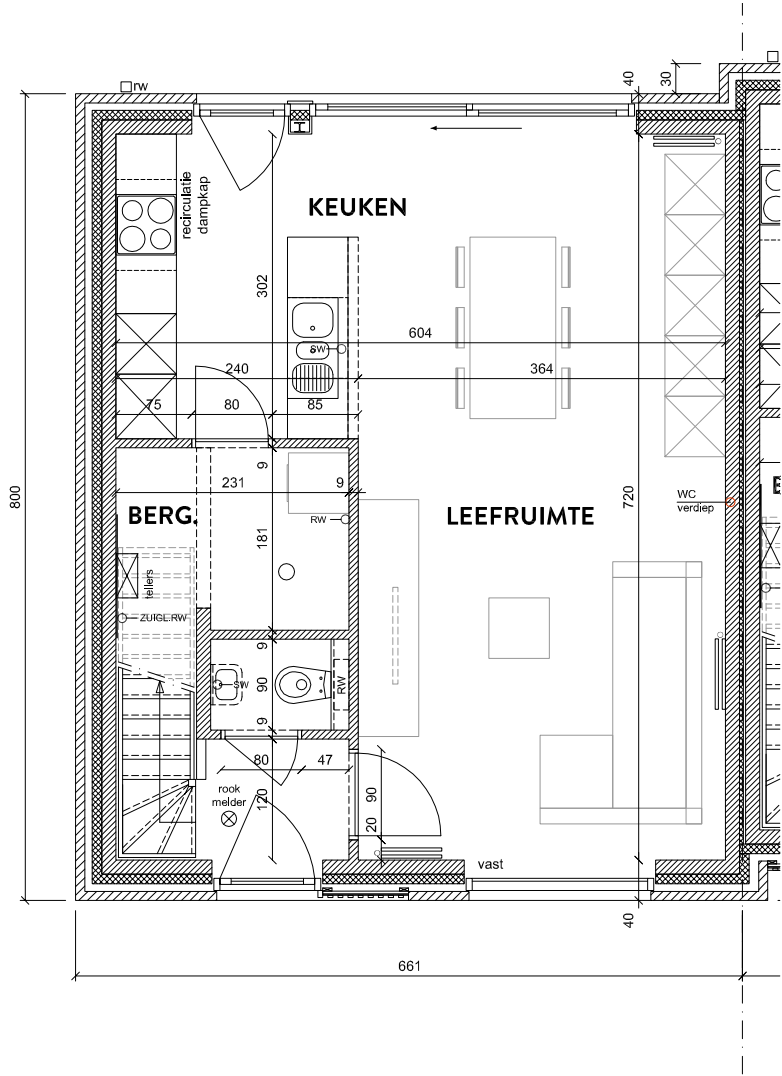 rw
40
30
recirculatie
dampkap
KEUKEN
302
604
SW
240
364
75
80
85
800
9
231
9
720
WC
verdiep
BERG.
RW
LEEFRUIMTE
181
tellers
ZUIGL.RW
9
SW
90
RW
9
80
47
rook
melder
120
90
20
vast
40
661